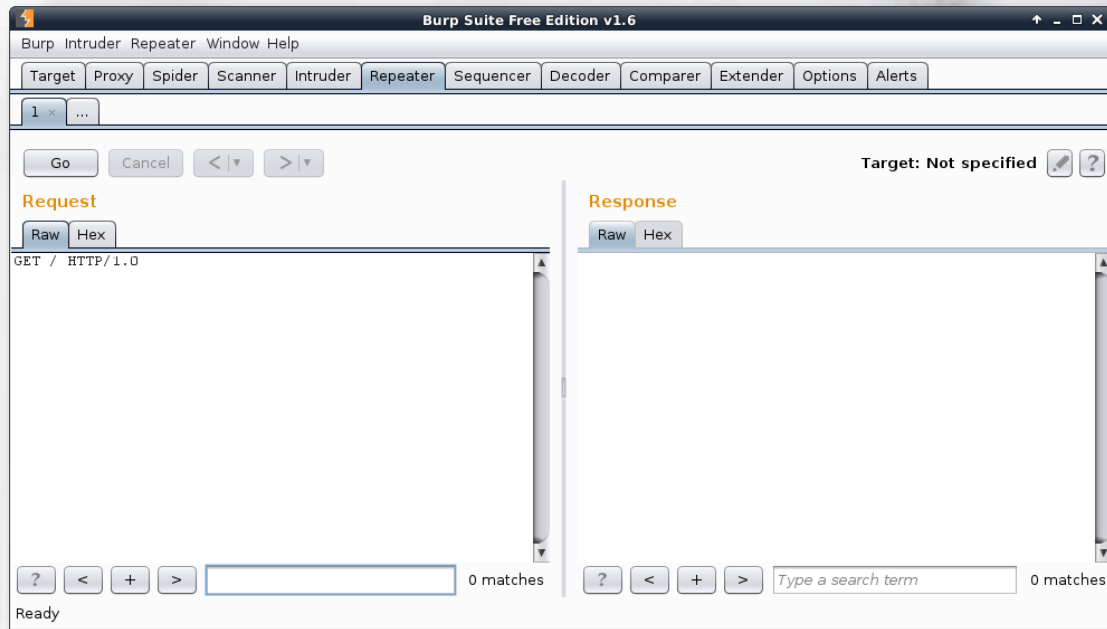 Burp Suite Free Edition v1.6
Burp Intruder Repeater Window Help
Target Proxy Spider Scanner Intruder Repeater Sequencer Decoder Comparer Extender Options Alerts
1 × ...
Go Cancel < | ▼ > | ▼ Target: Not specified ?
Request
Raw Hex
GET / HTTP/1.0
? < + > 0 matches
Response
Raw Hex
? < + > Type a search term 0 matches
Ready